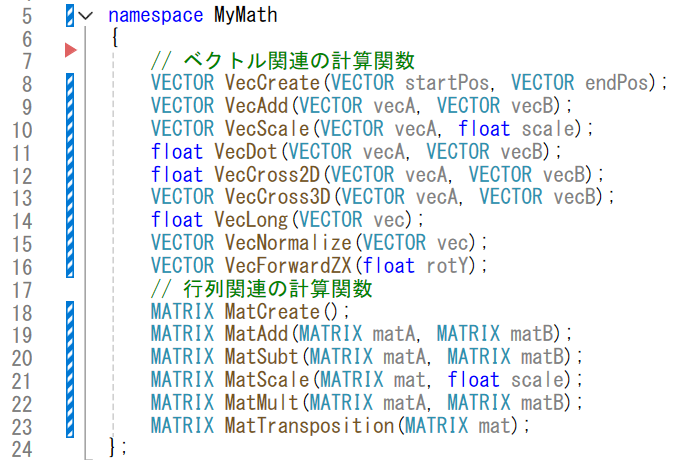 5 namespace MyMath
6 {
7 // ベクトル関連の計算関数
8 VECTOR VecCreate(VECTOR startPos, VECTOR endPos);
9 VECTOR VecAdd(VECTOR vecA, VECTOR vecB);
10 VECTOR VecScale(VECTOR vecA, float scale);
11 float VecDot(VECTOR vecA, VECTOR vecB);
12 float VecCross2D(VECTOR vecA, VECTOR vecB);
13 VECTOR VecCross3D(VECTOR vecA, VECTOR vecB);
14 float VecLong(VECTOR vec);
15 VECTOR VecNormalize(VECTOR vec);
16 VECTOR VecForwardZX(float rotY);
17 // 行列関連の計算関数
18 MATRIX MatCreate();
19 MATRIX MatAdd(MATRIX matA, MATRIX matB);
20 MATRIX MatSubt(MATRIX matA, MATRIX matB);
21 MATRIX MatScale(MATRIX mat, float scale);
22 MATRIX MatMult(MATRIX matA, MATRIX matB);
23 MATRIX MatTransposition(MATRIX mat);
24 };